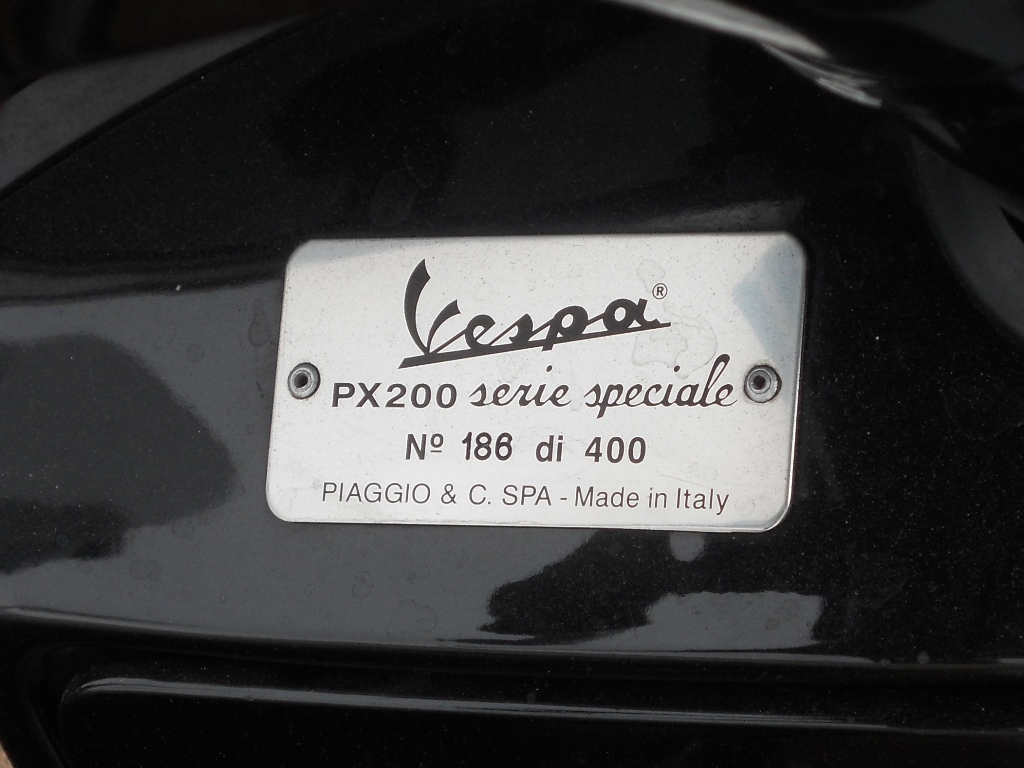 Vespa®
PX200 serie speciale
Nº 186 di 400
PIAGGIO & C. SPA - Made in Italy